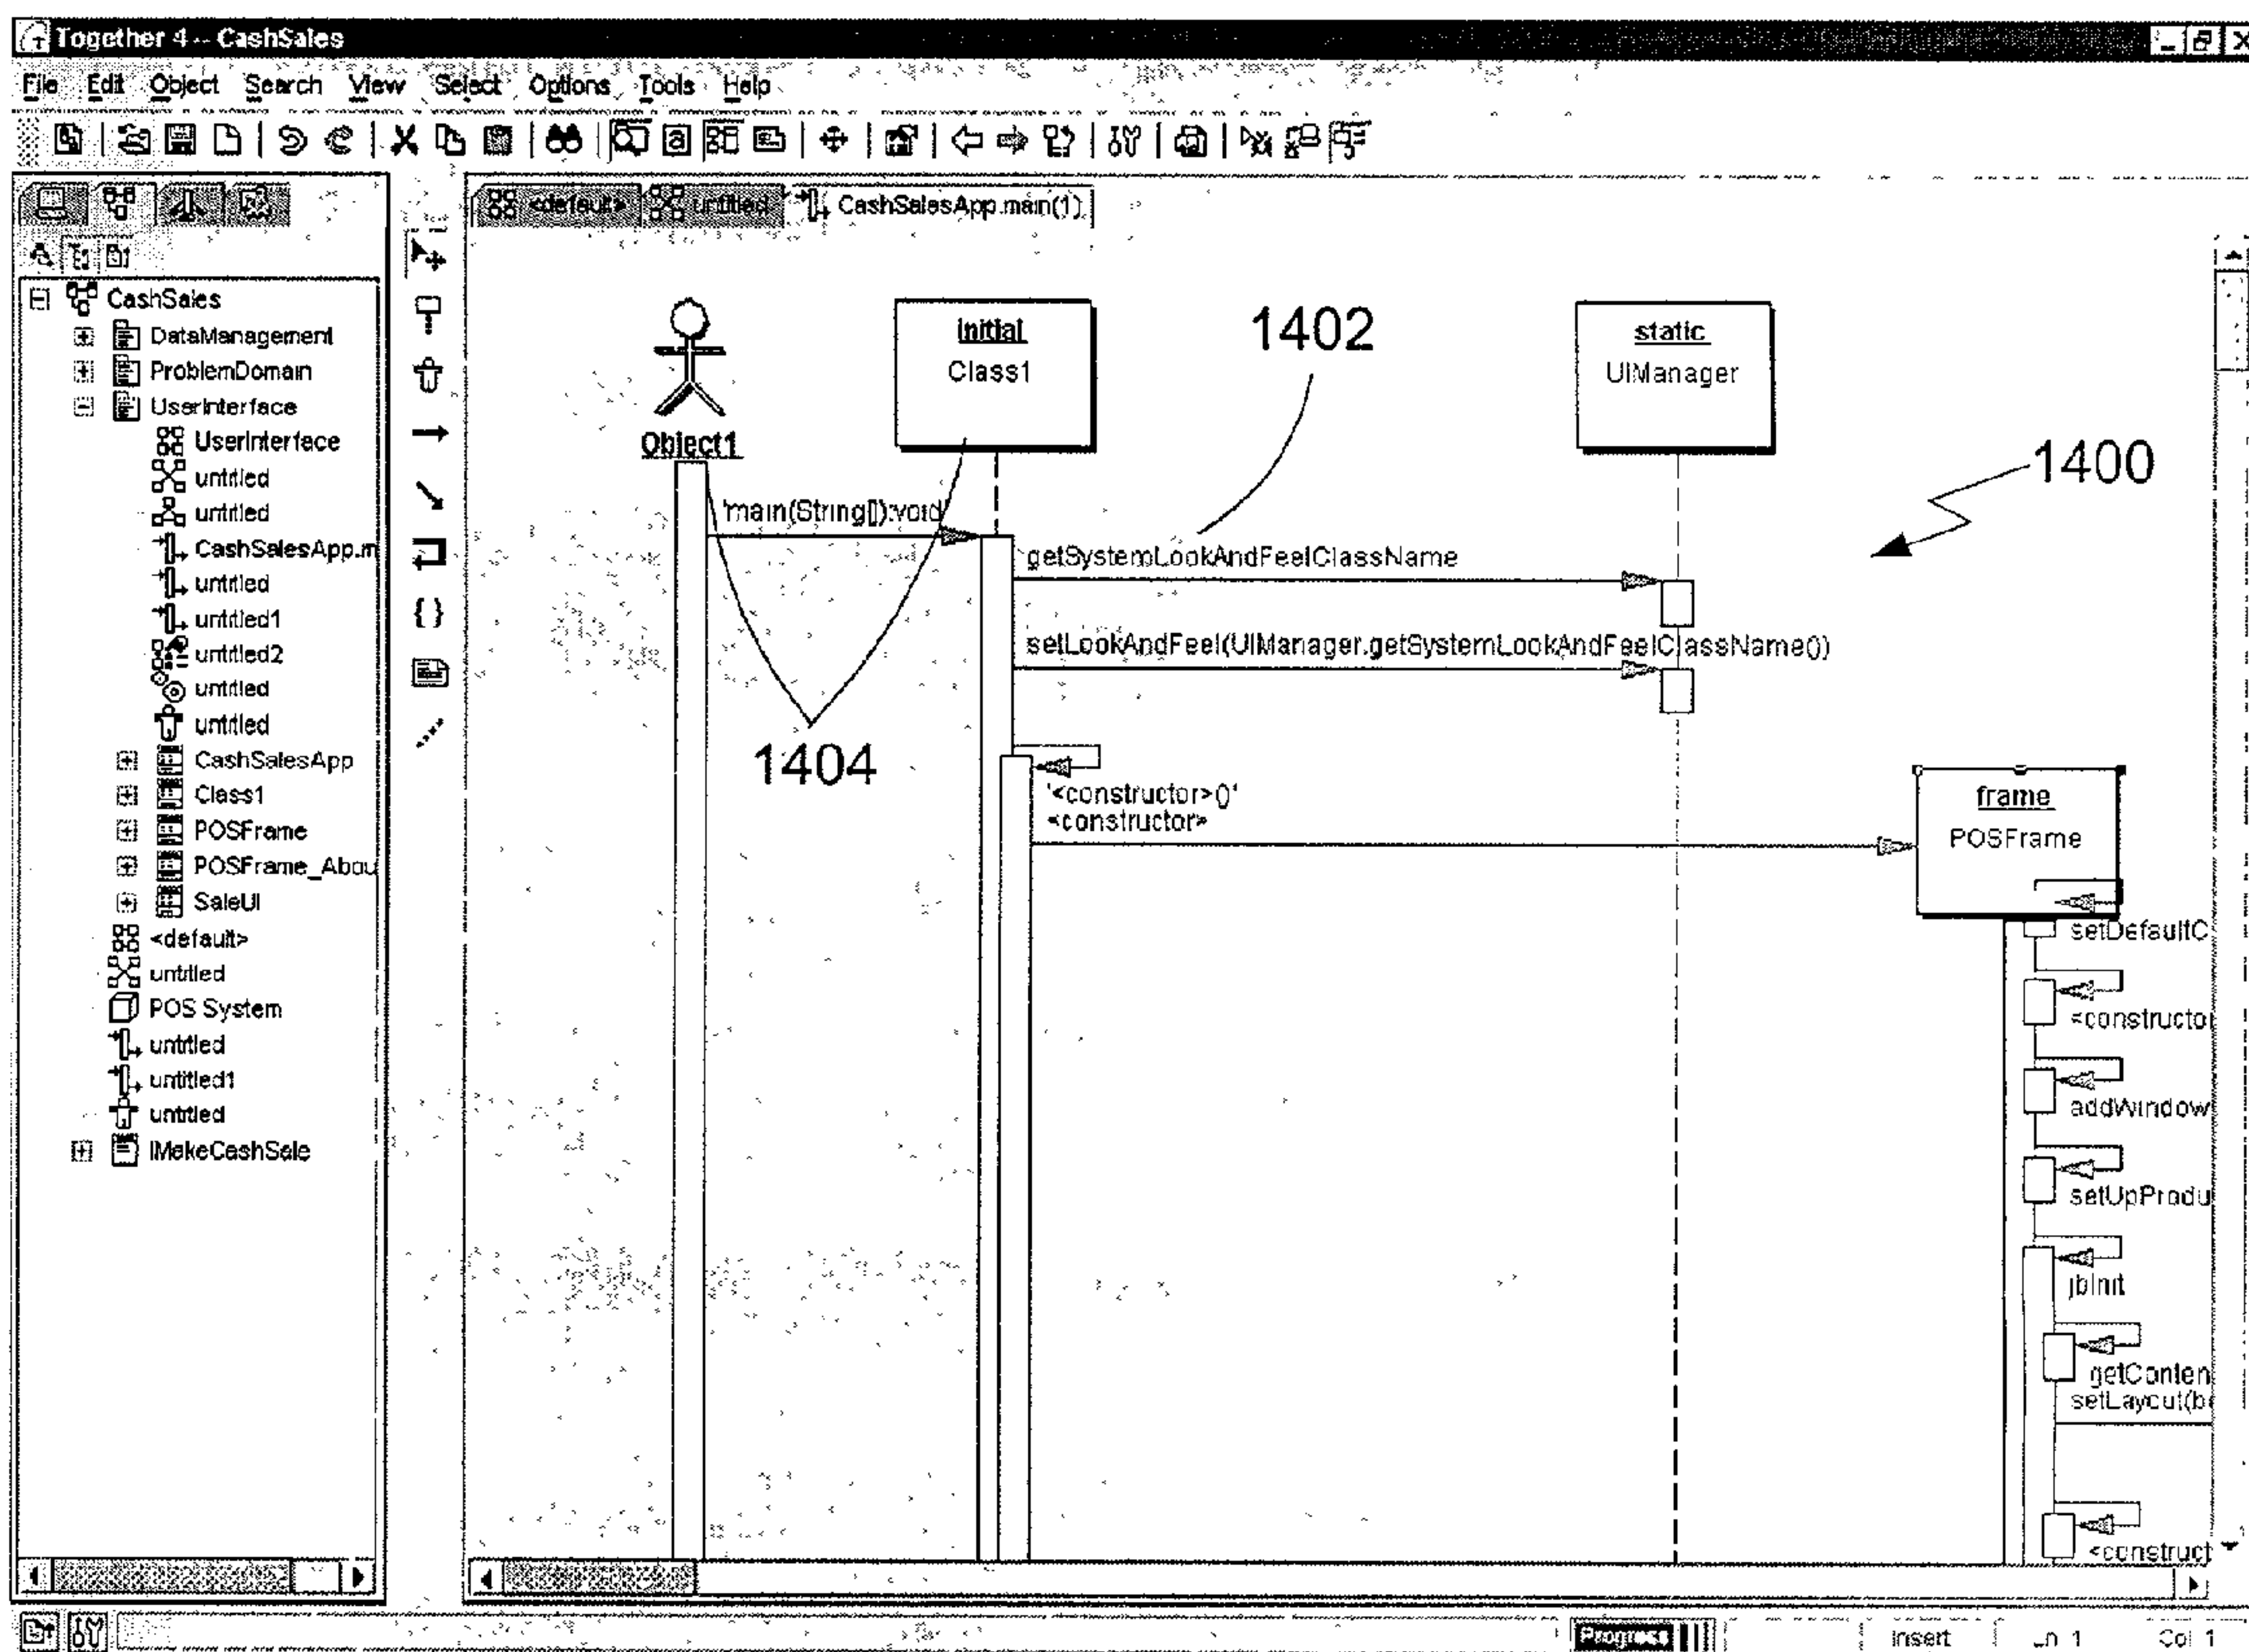 Together 4 -- CashSales
File Edit Object Search View Select Options Tools Help
<default> untitled CashSalesApp.main(1)
CashSales
DataManagement
ProblemDomain
UserInterface
UserInterface
untitled
untitled
CashSalesApp.m
untitled
untitled1
untitled2
untitled
untitled
CashSalesApp
Class1
POSFrame
POSFrame_Abou
SaleUI
<default>
untitled
POS System
untitled
untitled1
untitled
IMakeCashSale
Object1
initial
Class1
1402
static
UIManager
1400
'main(String[]):void
getSystemLookAndFeelClassName
setLookAndFeel(UIManager.getSystemLookAndFeelClassName())
1404
'<constructor>()'
<constructor>
frame
POSFrame
setDefaultC
<constructo
addWindow
setUpProdu
jbInit
getConten
setLayout(b
<construct
Progress Insert Ln 1 Col 1